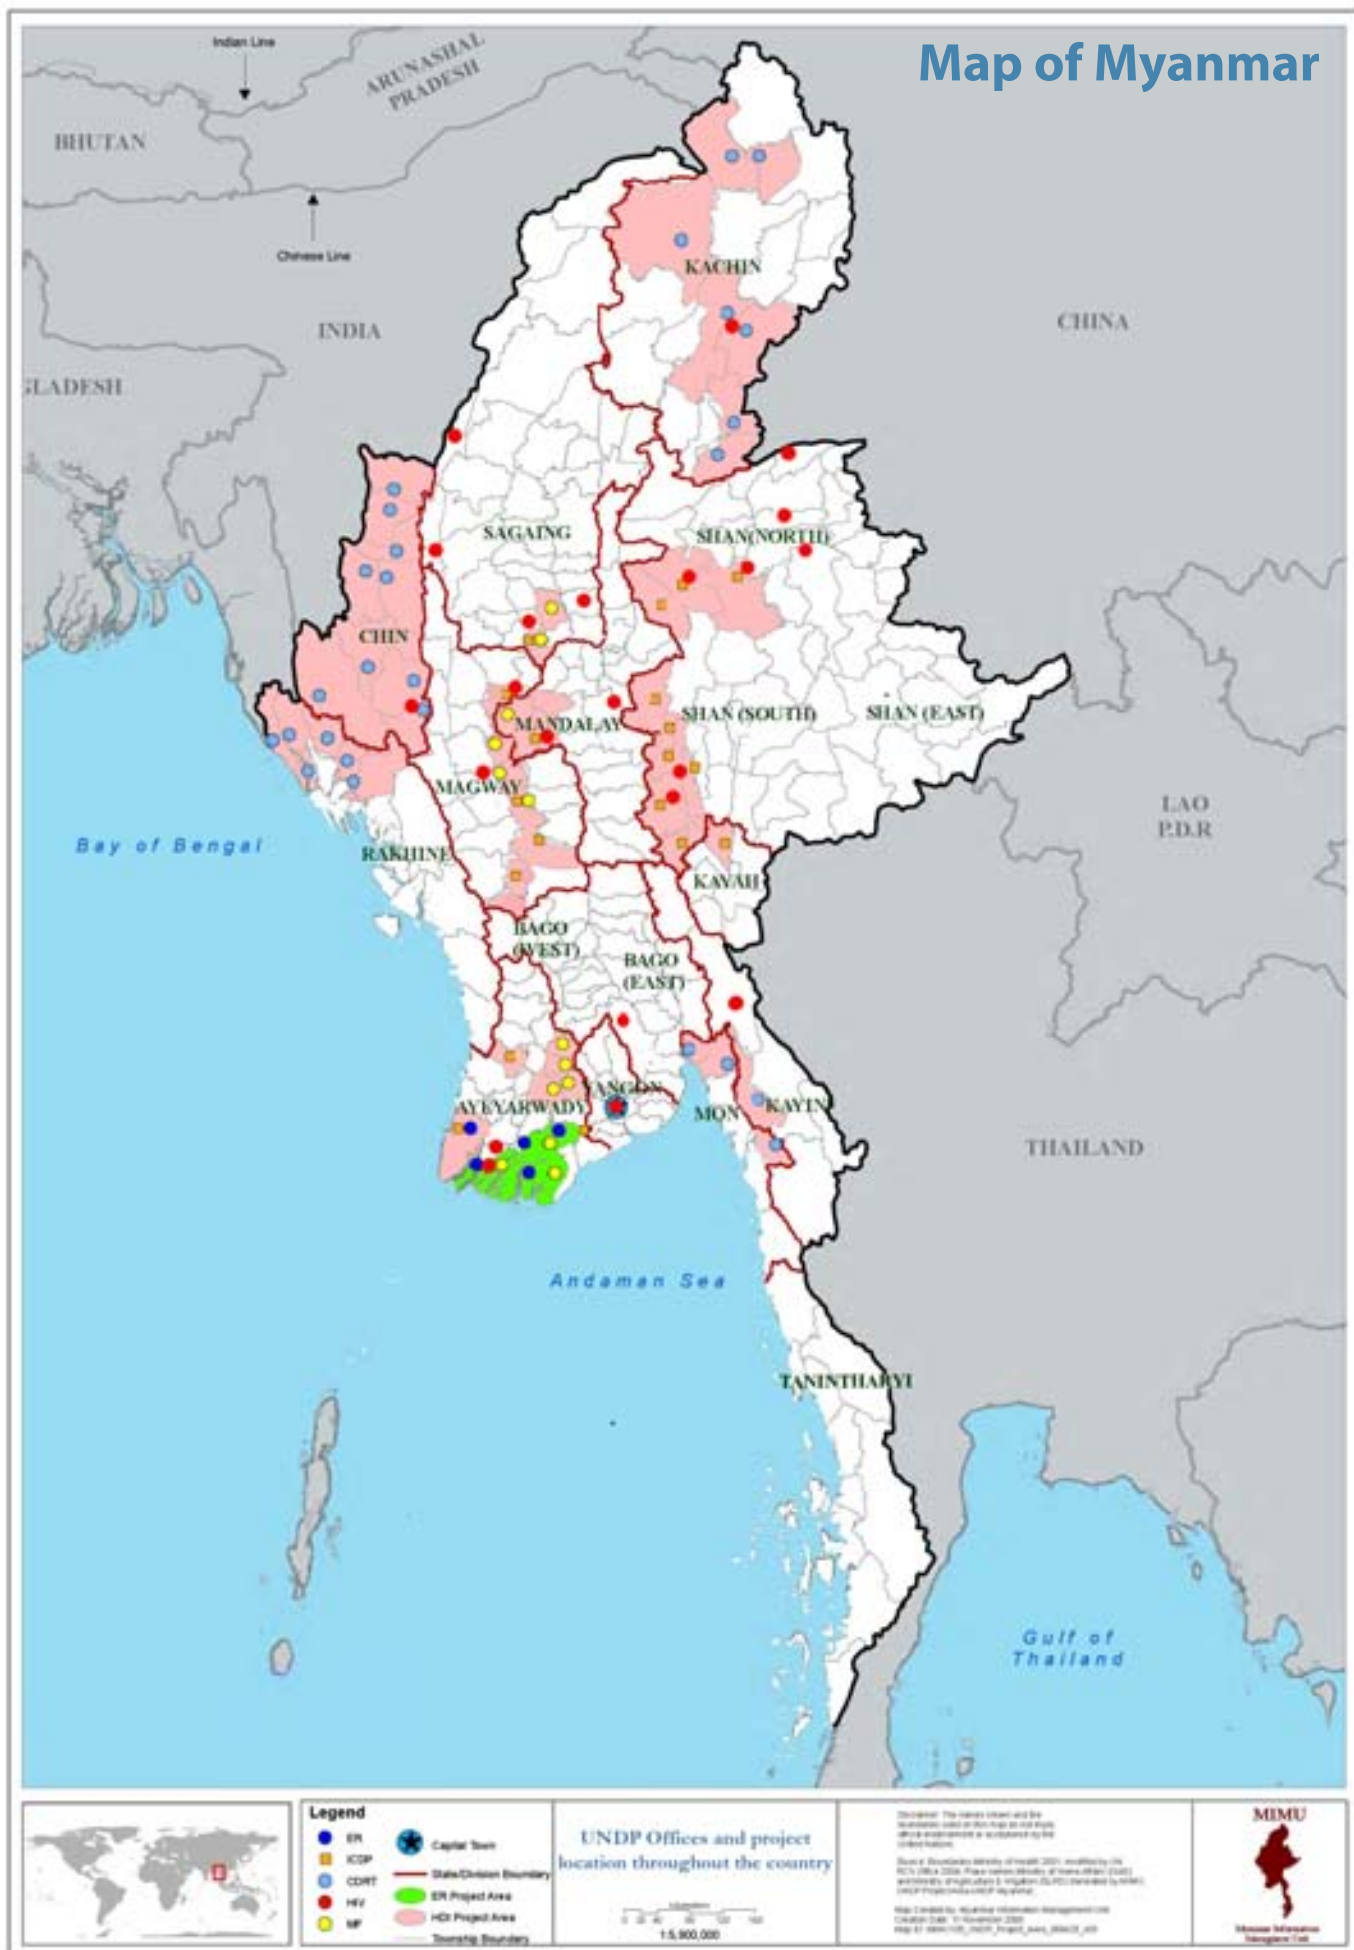 Map of Myanmar
Indian Line
ARUNASHAL
PRADESH
BHUTAN
Chinese Line
KACHIN
INDIA
CHINA
GLADESH
SAGAING
SHAN(NORTH)
CHIN
MANDALAY
SHAN (SOUTH)
SHAN (EAST)
MAGWAY
LAO
P.D.R
Bay of Bengal
RAKHINE
KAYAH
BAGO
(WEST)
BAGO
(EAST)
YANGON
AYEYARWADY
MON
KAYIN
THAILAND
Andaman Sea
TANINTHARYI
Gulf of
Thailand
Legend
ER
ICDP
CDRT
HIV
MF
Capital Town
State/Division Boundary
ER Project Area
HDI Project Area
Township Boundary
UNDP Offices and project
location throughout the country
1:5,900,000
MIMU
Myanmar Information
Management Unit